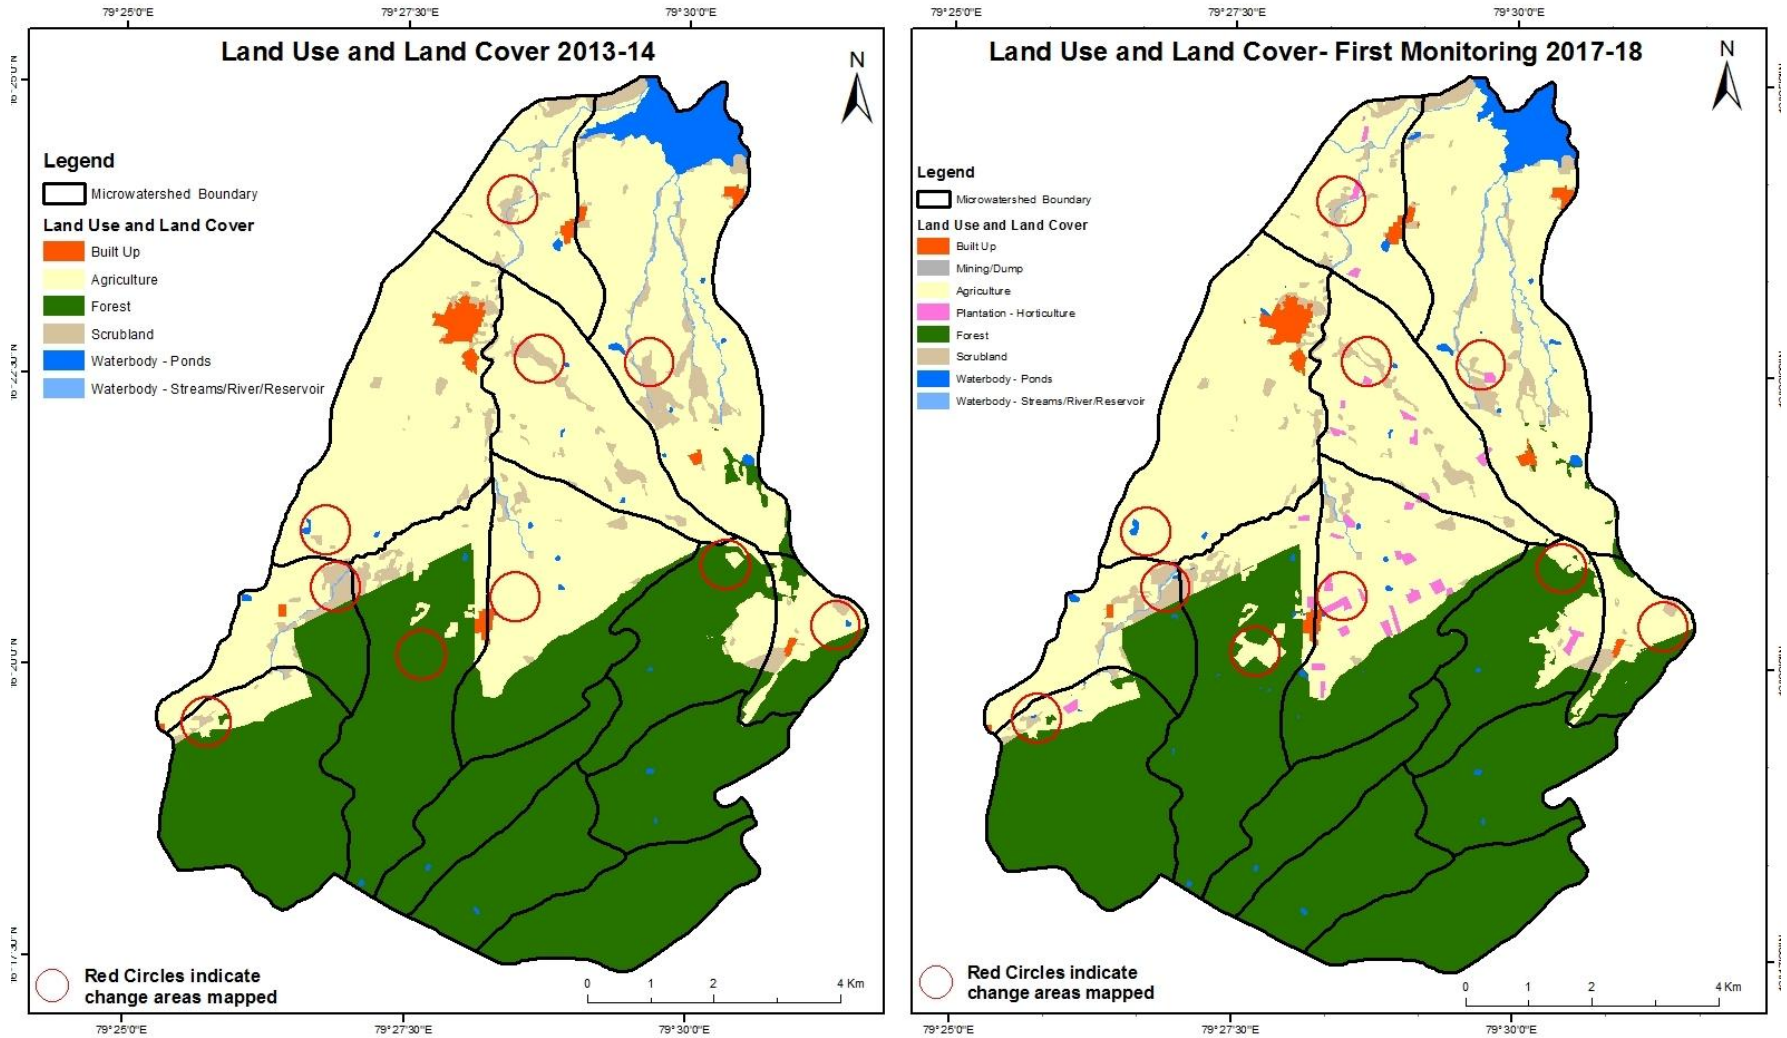 79°25'0"E
79°27'30"E
79°30'0"E
Land Use and Land Cover 2013-14
N
Legend
Microwatershed Boundary
Land Use and Land Cover
Built Up
Agriculture
Forest
Scrubland
Waterbody - Ponds
Waterbody - Streams/River/Reservoir
Red Circles indicate
change areas mapped
0 1 2 4 Km
79°25'0"E
79°27'30"E
79°30'0"E
79°25'0"E
79°27'30"E
79°30'0"E
Land Use and Land Cover- First Monitoring 2017-18
N
Legend
Microwatershed Boundary
Land Use and Land Cover
Built Up
Mining/Dump
Agriculture
Plantation - Horticulture
Forest
Scrubland
Waterbody - Ponds
Waterbody - Streams/River/Reservoir
Red Circles indicate
change areas mapped
0 1 2 4 Km
79°25'0"E
79°27'30"E
79°30'0"E